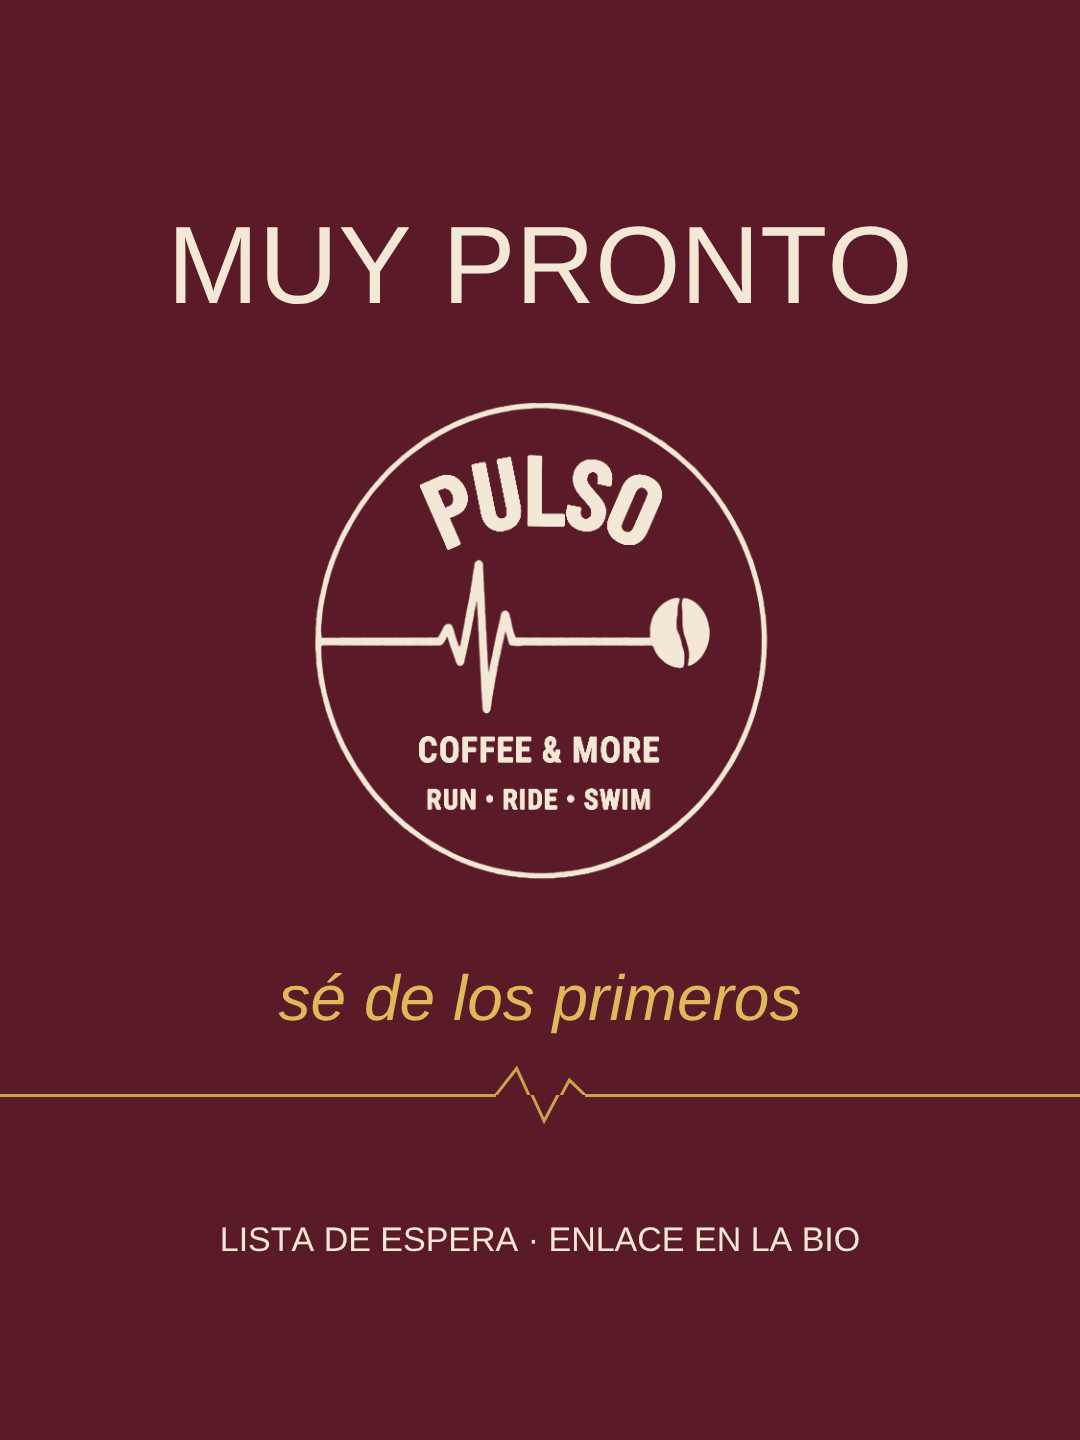 MUY PRONTO
PULSO
COFFEE & MORE
RUN • RIDE • SWIM
sé de los primeros
LISTA DE ESPERA · ENLACE EN LA BIO